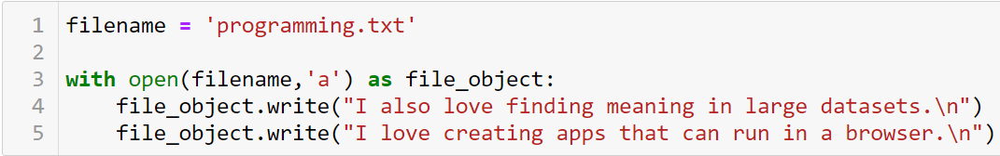 1 filename = 'programming.txt'
2
3 with open(filename,'a') as file_object:
4     file_object.write("I also love finding meaning in large datasets.\n")
5     file_object.write("I love creating apps that can run in a browser.\n")